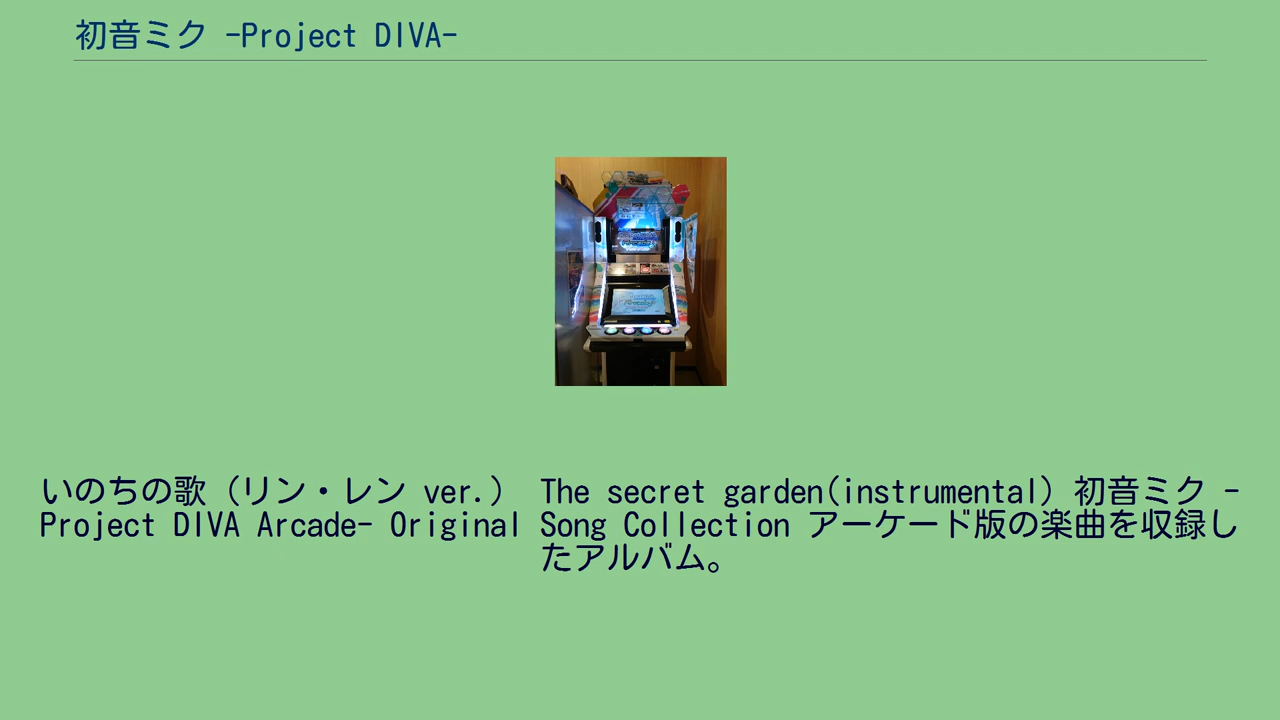 初音ミク -Project DIVA-
いのちの歌（リン・レン ver.） The secret garden(instrumental) 初音ミク -
Project DIVA Arcade- Original Song Collection アーケード版の楽曲を収録し
たアルバム。